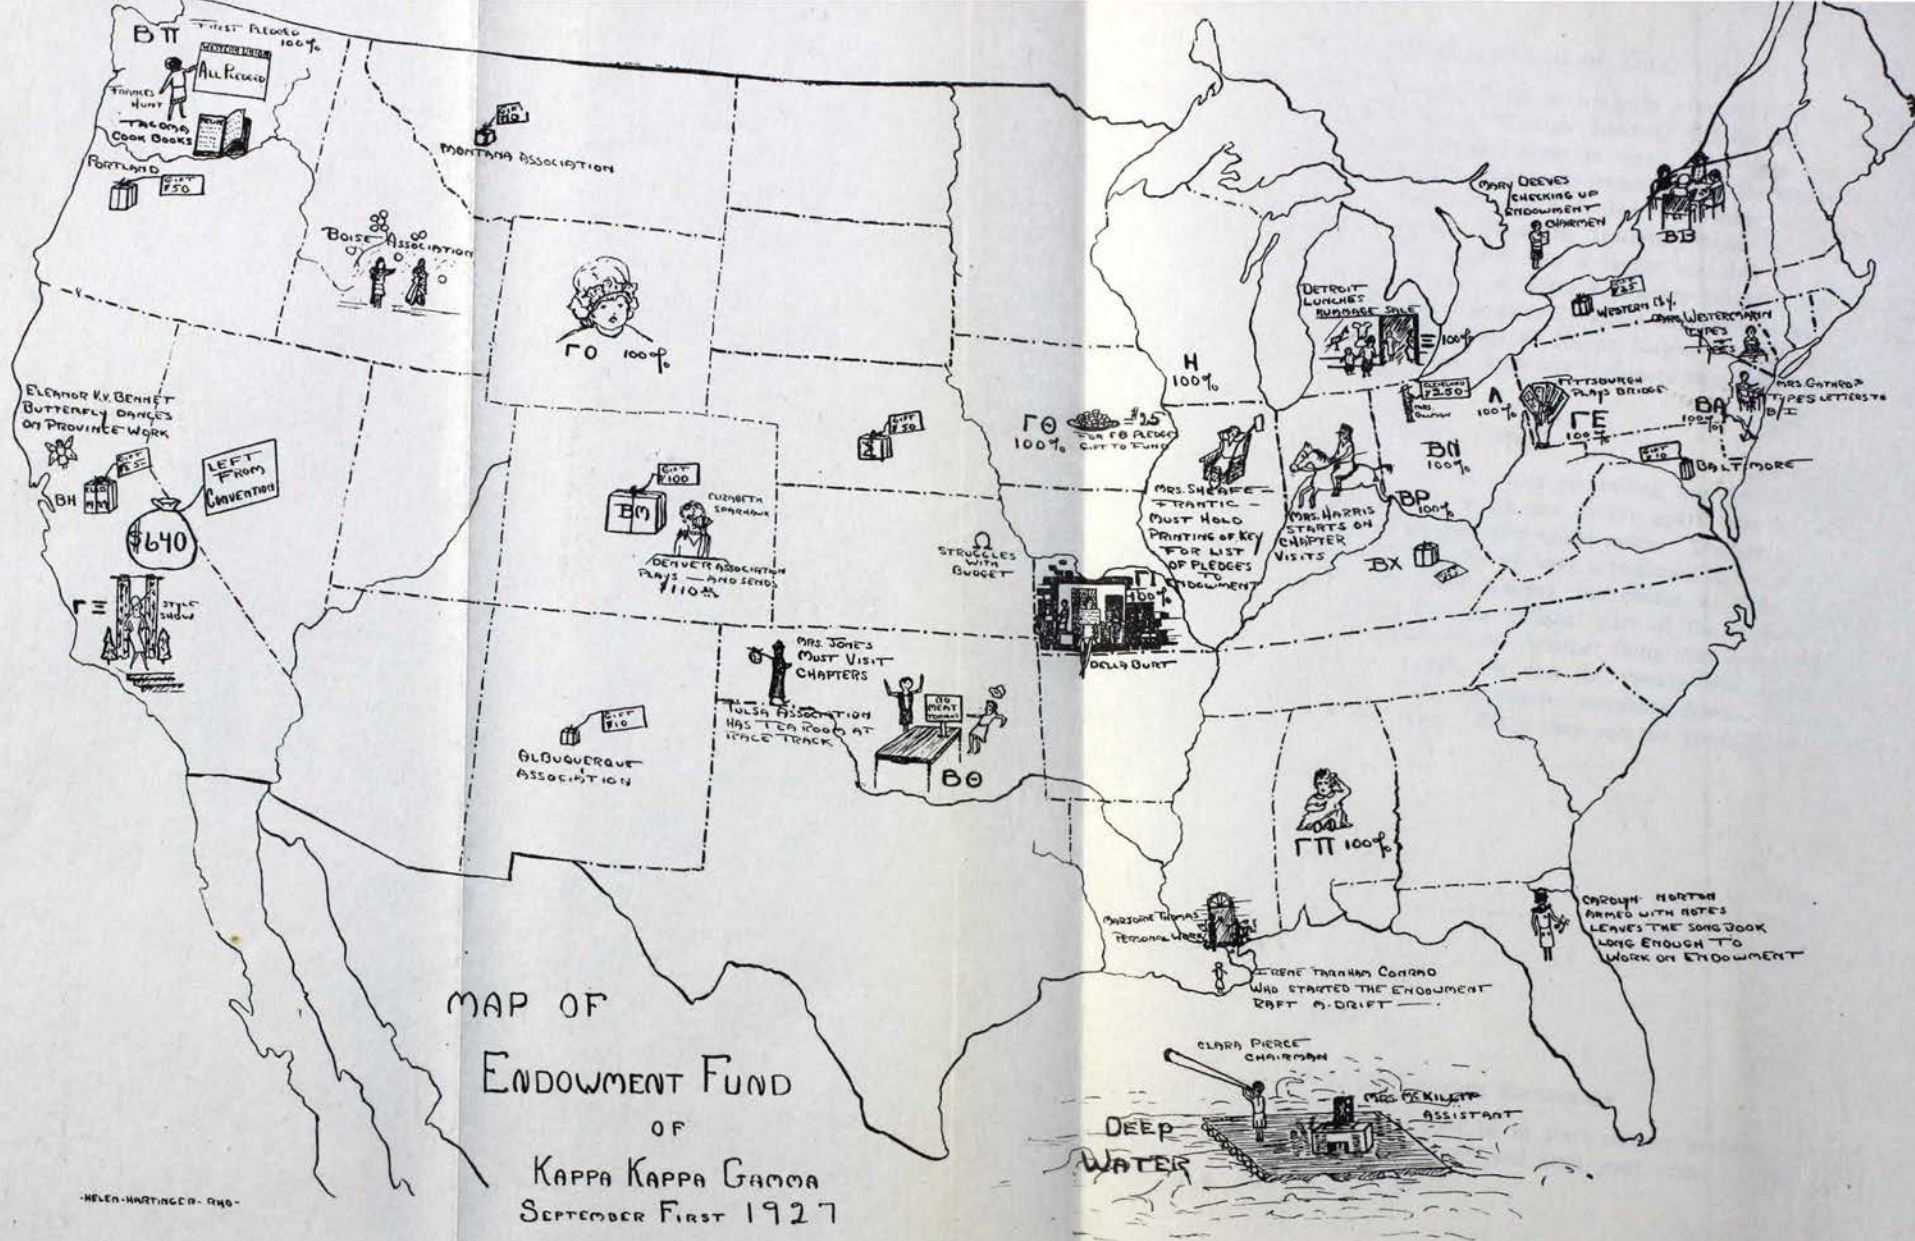 ΒΠ
FIRST PLEDGED
100%
WESTERN UNION
ALL PLEDGED
FRANCES
HUNT
TACOMA
COOK BOOKS
PORTLAND
GIFT
$50
GIFT
MONTANA ASSOCIATION
BOISE ASSOCIATION
ΓΟ 100%
ELEANOR V.V. BENNET
BUTTERFLY DANCES
ON PROVINCE WORK
GIFT
ΒΗ
LEFT
FROM
CONVENTION
$640
ΓΞ
STYLE
SHOW
GIFT
$100
ΒΜ
ELIZABETH
SPARHAWK
DENVER ASSOCIATION
PLAYS — AND SENDS
$110
GIFT
$50
Σ
Ω
STRUGGLES
WITH
BUDGET
ALBUQUERQUE
ASSOCIATION
GIFT
$10
MRS. JONES
MUST VISIT
CHAPTERS
TULSA ASSOCIATION
HAS TEA ROOM AT
RACE TRACK
NO
MEAT
TONIGHT
ΒΘ
ΓΘ
100%
= $25
FOR ΓΒ PLEDGE
GIFT TO FUND
ΓΙ
100%
DELLA BURT
Η
100%
MRS. SHEAFE —
FRANTIC —
MUST HOLD
PRINTING OF KEY
FOR LIST
OF PLEDGES
TO
ENDOWMENT
MRS. HARRIS
STARTS ON
CHAPTER
VISITS
DETROIT
LUNCHES
RUMMAGE SALE
Ξ 100%
CLEVELAND
$250
MRS.
Λ
100%
ΒΝ
100%
ΒΡ
100%
ΒΧ
PITTSBURGH
PLAYS BRIDGE
ΓΕ
100%
MARY DEEVES
CHECKING UP
ENDOWMENT
CHAIRMEN
ΒΒ
GIFT
$25
WESTERN N.Y.
MRS. WESTERMANN
TYPES
TYPES
ΒΑ
100%
TYPES LETTERS TO
GIFT
$10
BALTIMORE
ΓΠ 100%
MARJORIE THOMAS
PERSONAL WORK
IRENE FARNHAM CONRAD
WHO STARTED THE ENDOWMENT
RAFT A-DRIFT —.
CAROLYN NORTON
ARMED WITH NOTES
LEAVES THE SONG BOOK
LONG ENOUGH TO
WORK ON ENDOWMENT
CLARA PIERCE
CHAIRMAN
ASSISTANT
DEEP
WATER
MAP OF
ENDOWMENT FUND
OF
KAPPA KAPPA GAMMA
SEPTEMBER FIRST 1927
-HELEN-HARTINGER-RHO-